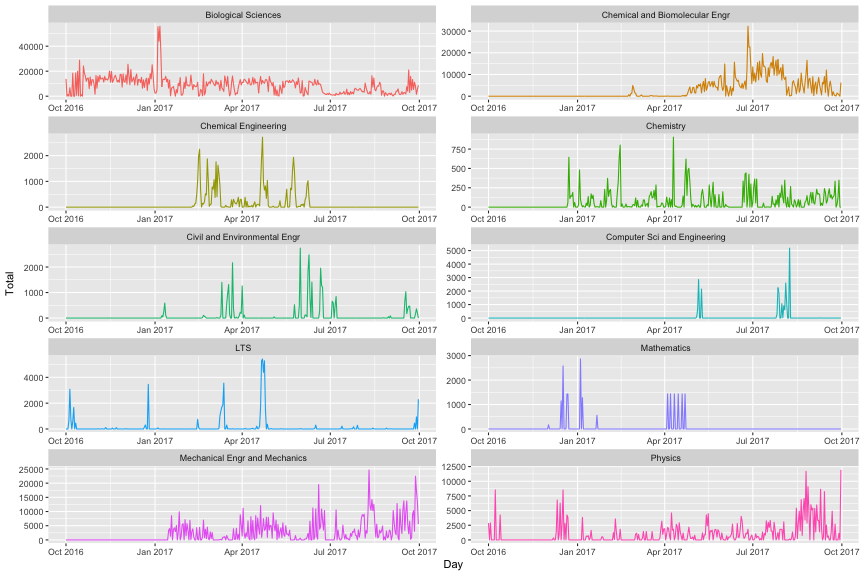 Biological Sciences
40000
20000
0
Oct 2016 Jan 2017 Apr 2017 Jul 2017 Oct 2017
Chemical and Biomolecular Engr
30000
20000
10000
0
Oct 2016 Jan 2017 Apr 2017 Jul 2017 Oct 2017
Chemical Engineering
2000
1000
0
Oct 2016 Jan 2017 Apr 2017 Jul 2017 Oct 2017
Chemistry
750
500
250
0
Oct 2016 Jan 2017 Apr 2017 Jul 2017 Oct 2017
Civil and Environmental Engr
2000
1000
0
Oct 2016 Jan 2017 Apr 2017 Jul 2017 Oct 2017
Computer Sci and Engineering
5000
4000
3000
2000
1000
0
Oct 2016 Jan 2017 Apr 2017 Jul 2017 Oct 2017
Total
LTS
4000
2000
0
Oct 2016 Jan 2017 Apr 2017 Jul 2017 Oct 2017
Mathematics
3000
2000
1000
0
Oct 2016 Jan 2017 Apr 2017 Jul 2017 Oct 2017
Mechanical Engr and Mechanics
25000
20000
15000
10000
5000
0
Oct 2016 Jan 2017 Apr 2017 Jul 2017 Oct 2017
Physics
12500
10000
7500
5000
2500
0
Oct 2016 Jan 2017 Apr 2017 Jul 2017 Oct 2017
Day